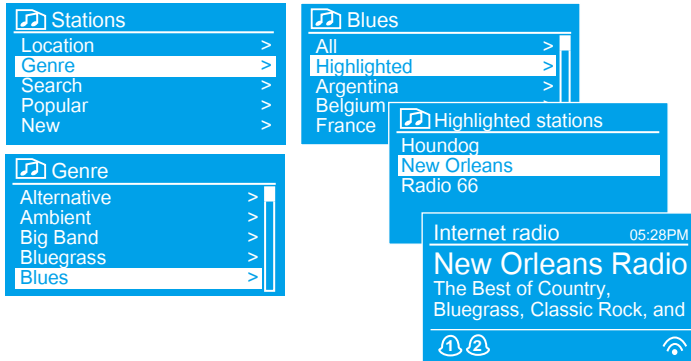 Stations
Location >
Genre >
Search >
Popular >
New >
Genre
Alternative >
Ambient >
Big Band >
Bluegrass >
Blues >
Blues
All >
Highlighted >
Argentina >
Belgium
France
Highlighted stations
Houndog
New Orleans
Radio 66
Internet radio 05:28PM
New Orleans Radio
The Best of Country,
Bluegrass, Classic Rock, and
1 2